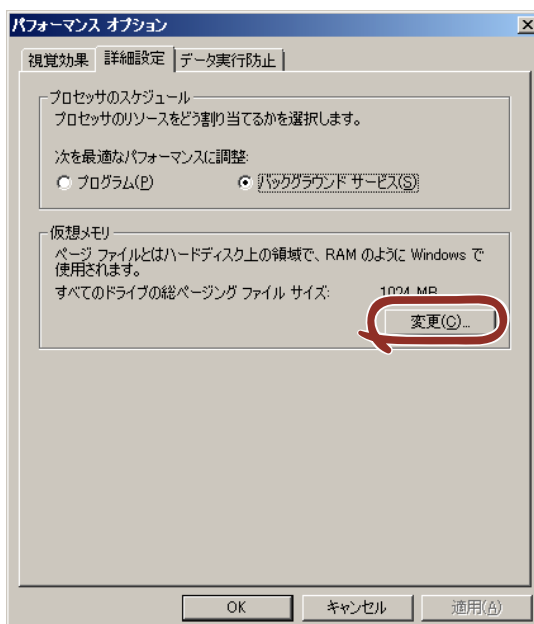 パフォーマンス オプション
視覚効果 詳細設定 データ実行防止
プロセッサのスケジュール
プロセッサのリソースをどう割り当てるかを選択します。
次を最適なパフォーマンスに調整:
プログラム(P) バックグラウンド サービス(S)
仮想メモリ
ページ ファイルとはハードディスク上の領域で、RAM のように Windows で
使用されます。
すべてのドライブの総ページング ファイル サイズ: 1024 MB
変更(C)...
OK キャンセル 適用(A)